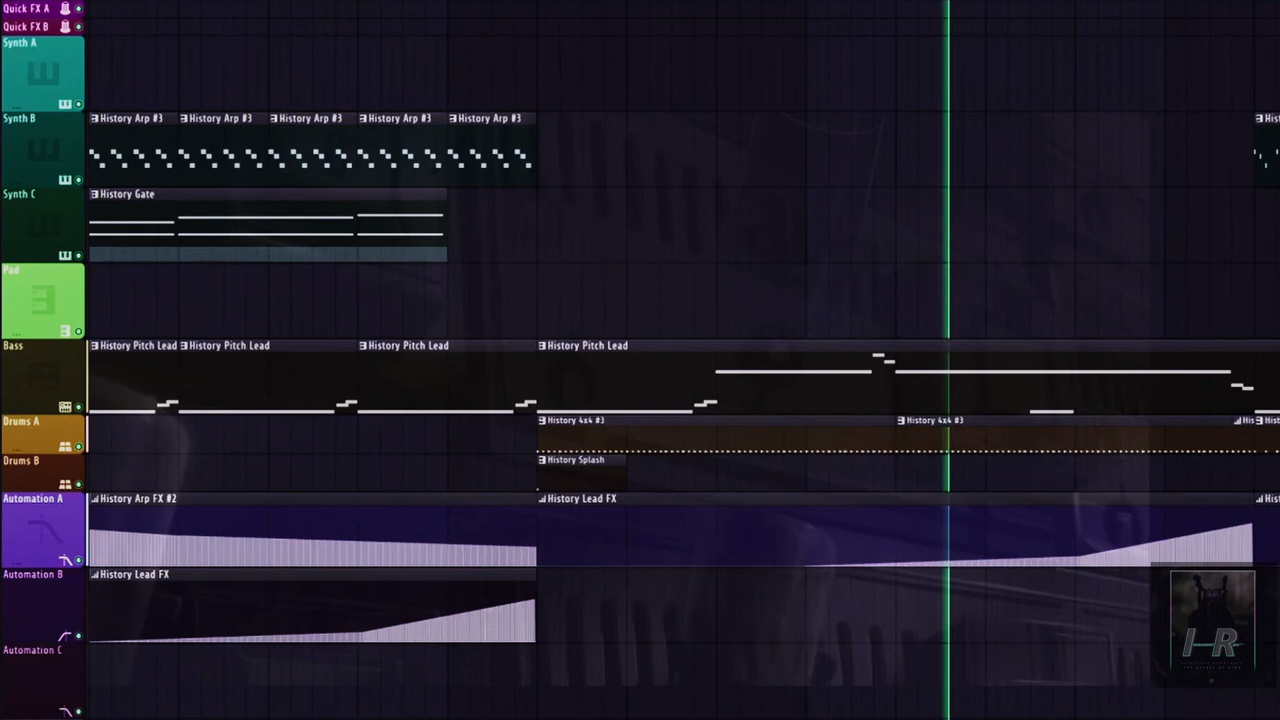 Quick FX A
Quick FX B
Synth A
Synth B
History Arp #3 History Arp #3 History Arp #3 History Arp #3 History Arp #3
Synth C
History Gate
Pad
Bass
History Pitch Lead History Pitch Lead History Pitch Lead History Pitch Lead
Drums A
History 4x4 #3 History 4x4 #3 His Hist
Drums B
History Splash
Automation A
History Arp FX #2 History Lead FX
Automation B
History Lead FX
Automation C